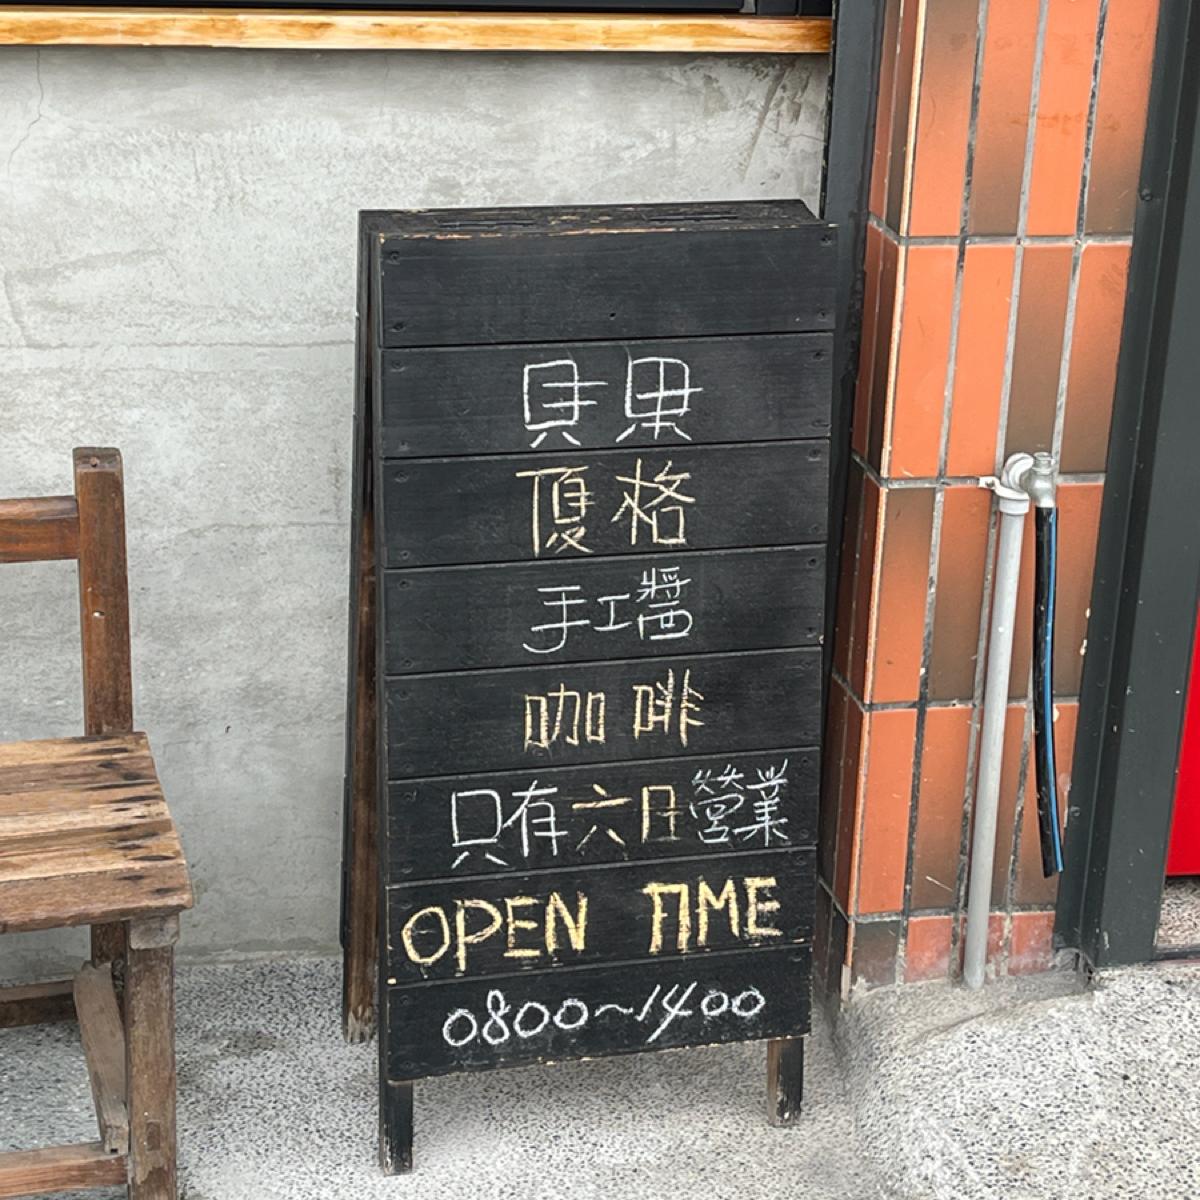 貝果
優格
手工醬
咖啡
只有六日營業
OPEN TIME
0800~1400